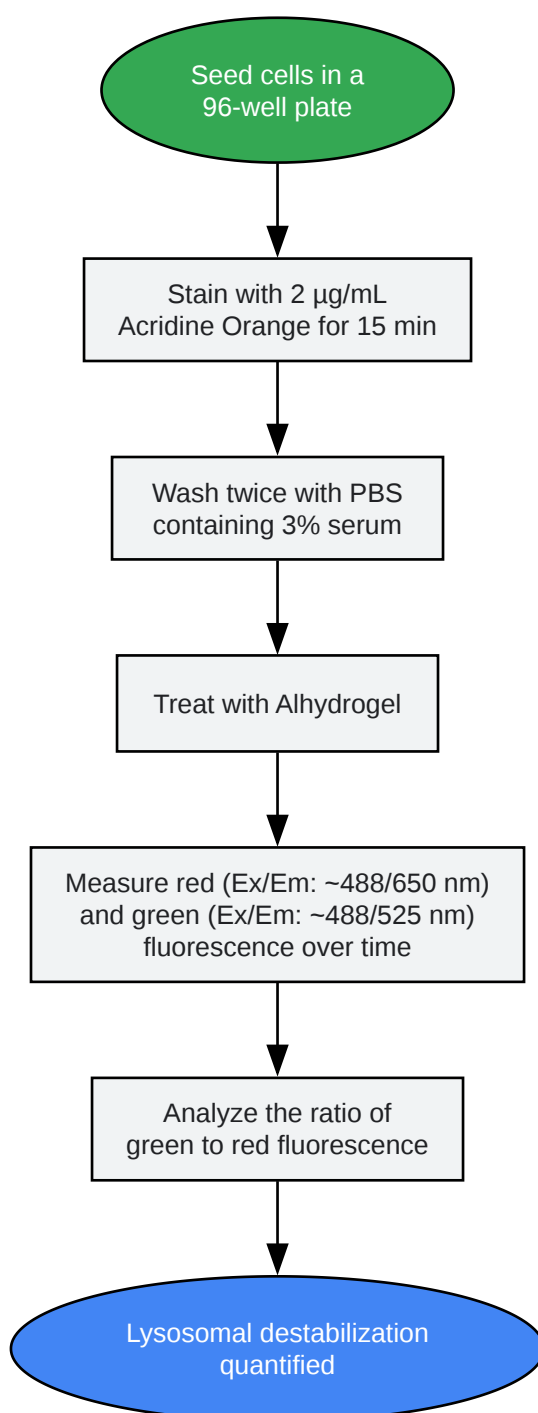 Seed cells in a
96-well plate
Stain with 2 µg/mL
Acridine Orange for 15 min
Wash twice with PBS
containing 3% serum
Treat with Alhydrogel
Measure red (Ex/Em: ~488/650 nm)
and green (Ex/Em: ~488/525 nm)
fluorescence over time
Analyze the ratio of
green to red fluorescence
Lysosomal destabilization
quantified